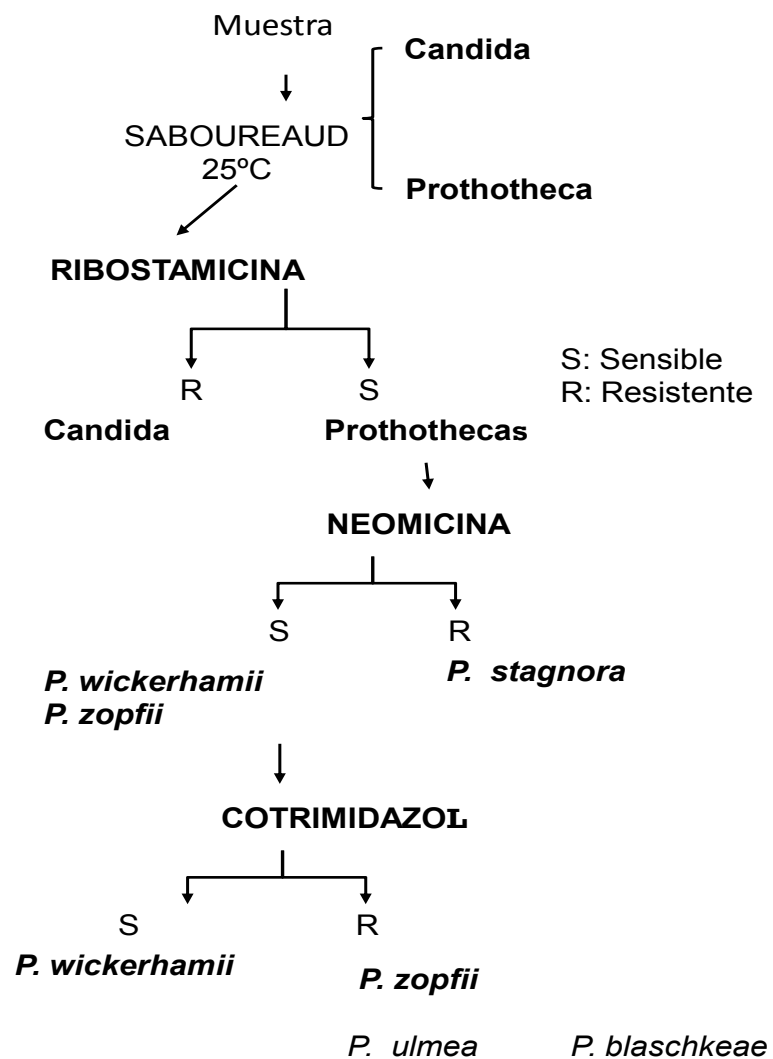 Muestra
Candida
SABOUREAUD
25ºC
Prothotheca
RIBOSTAMICINA
S: Sensible
R: Resistente
R S
Candida Prothothecas
NEOMICINA
S R
P. wickerhamii P. stagnora
P. zopfii
COTRIMIDAZOL
S R
P. wickerhamii P. zopfii
P. ulmea P. blaschkeae